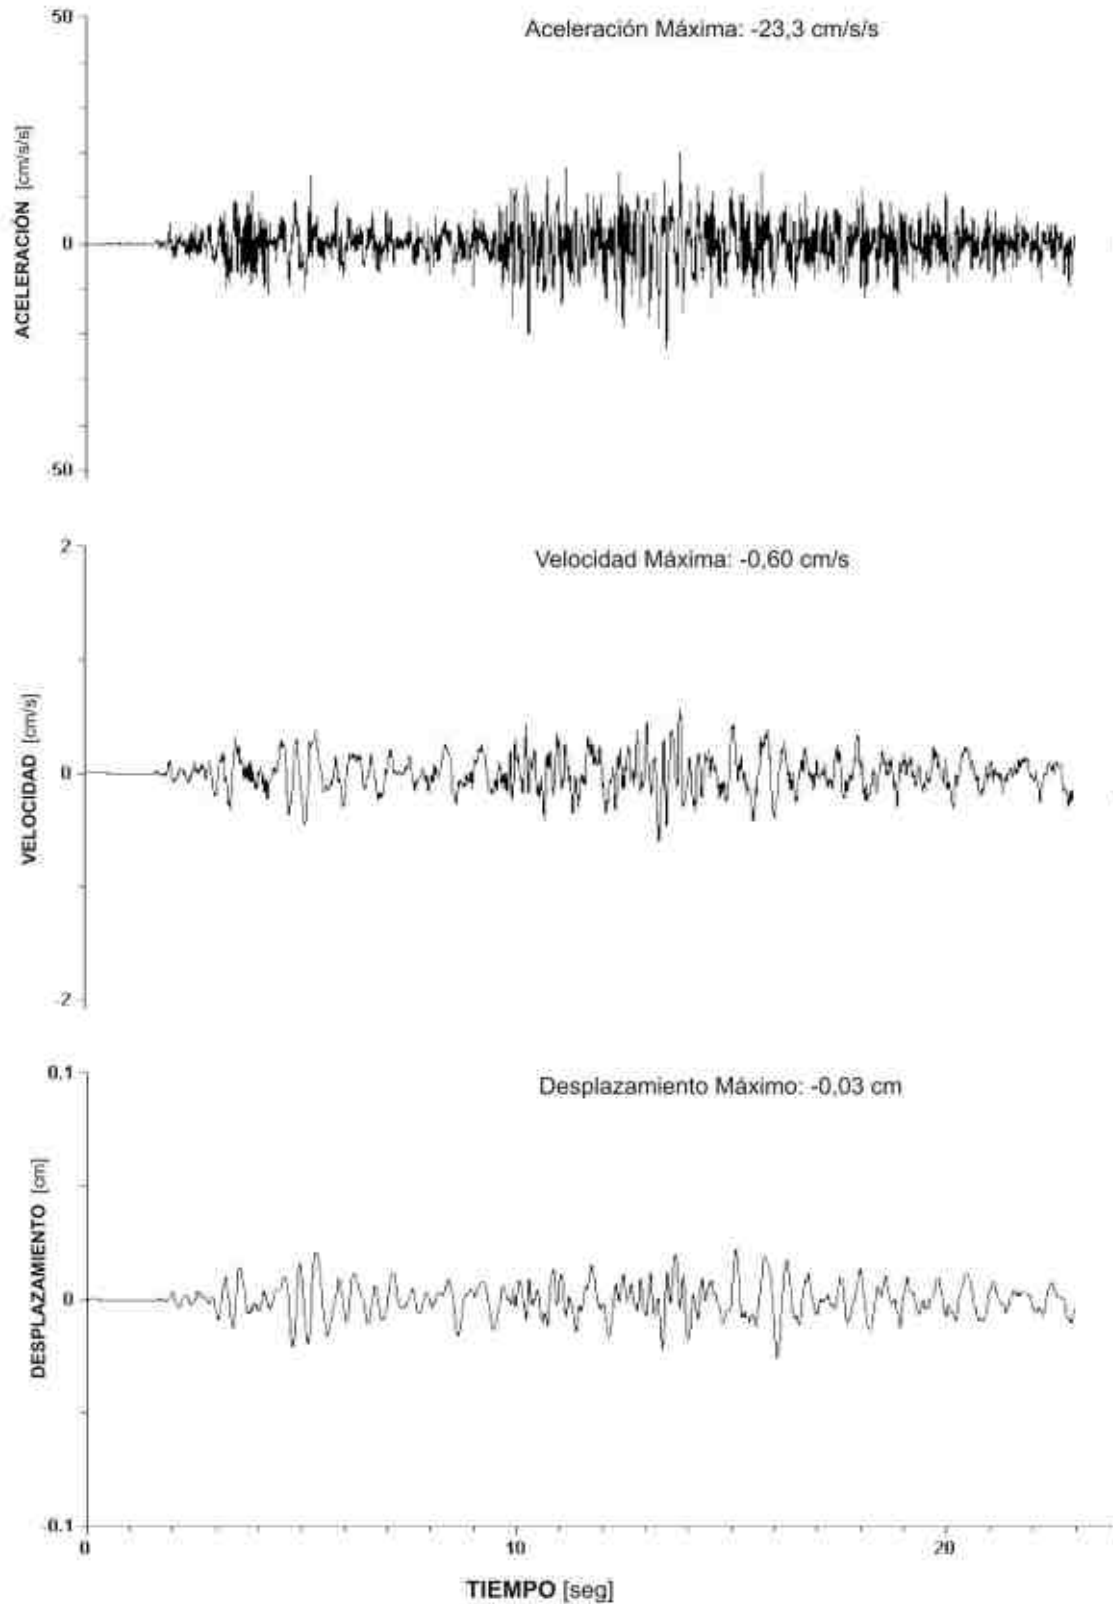 50
Aceleración Máxima: -23,3 cm/s/s
ACELERACIÓN [cm/s/s]
0
-50
2
Velocidad Máxima: -0,60 cm/s
VELOCIDAD [cm/s]
0
-2
0.1
Desplazamiento Máximo: -0,03 cm
DESPLAZAMIENTO [cm]
0
-0.1
0 10 20
TIEMPO [seg]